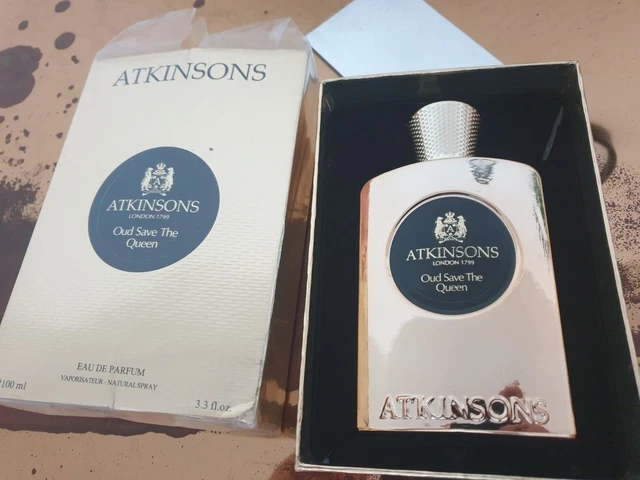 ATKINSONS
ATKINSONS
LONDON 1799
Oud Save The
Queen
EAU DE PARFUM
VAPORISATEUR - NATURAL SPRAY
100 ml
3.3 fl.oz
ATKINSONS
LONDON 1799
Oud Save The
Queen
ATKINSONS